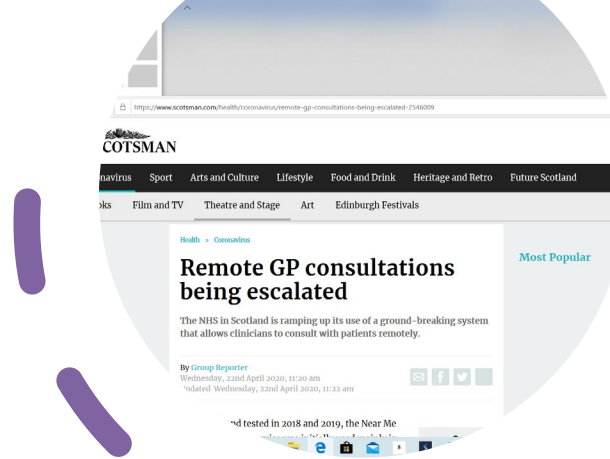 https://www.scotsman.com/health/coronavirus/remote-gp-consultations-being-escalated-2546009
COTSMAN
navirus Sport Arts and Culture Lifestyle Food and Drink Heritage and Retro Future Scotland
oks Film and TV Theatre and Stage Art Edinburgh Festivals
Health » Coronavirus
Most Popular
Remote GP consultations
being escalated
The NHS in Scotland is ramping up its use of a ground-breaking system
that allows clinicians to consult with patients remotely.
By Group Reporter
Wednesday, 22nd April 2020, 11:20 am
Updated Wednesday, 22nd April 2020, 11:22 am
nd tested in 2018 and 2019, the Near Me